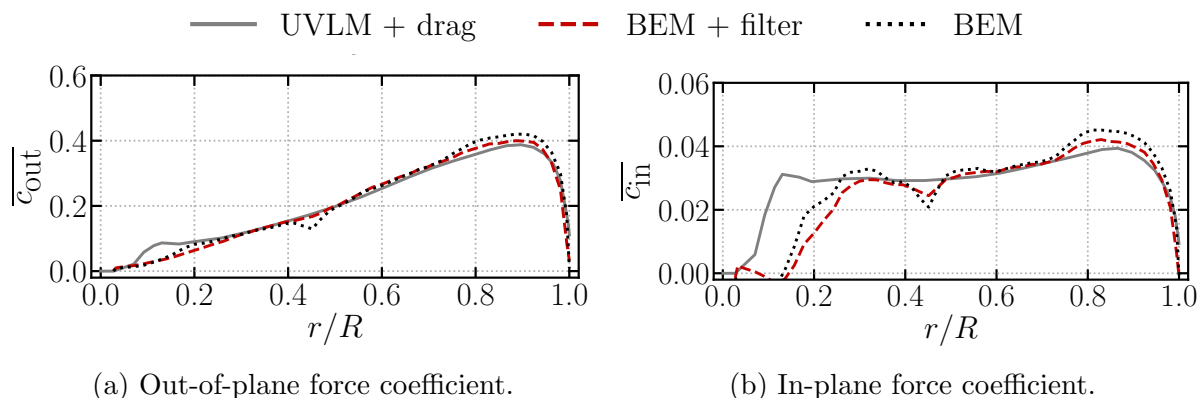 UVLM + drag BEM + filter BEM
0.6
0.4
0.2
0.0
c_out
0.0 0.2 0.4 0.6 0.8 1.0
r/R
(a) Out-of-plane force coefficient.
0.06
0.04
0.02
0.00
c_in
0.0 0.2 0.4 0.6 0.8 1.0
r/R
(b) In-plane force coefficient.